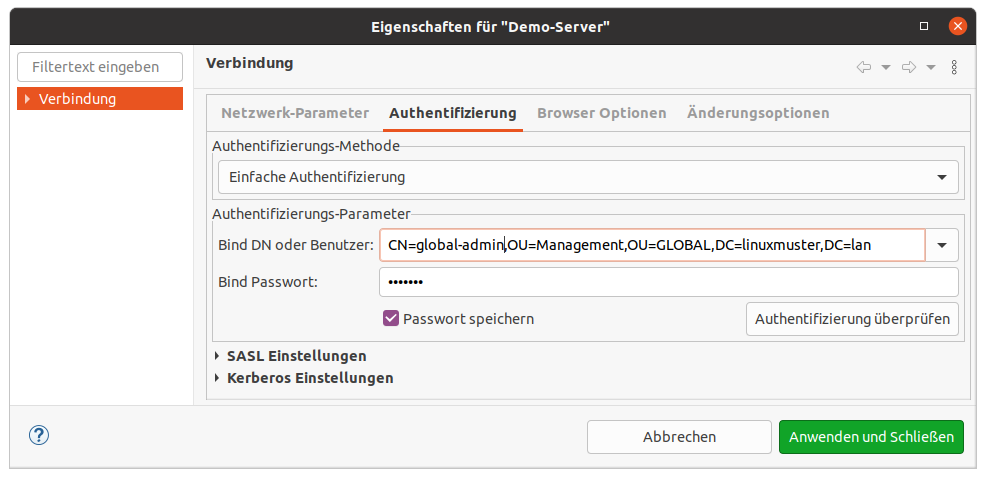 Eigenschaften für "Demo-Server"
Filtertext eingeben
Verbindung
Verbindung
Netzwerk-Parameter Authentifizierung Browser Optionen Änderungsoptionen
Authentifizierungs-Methode
Einfache Authentifizierung
Authentifizierungs-Parameter
Bind DN oder Benutzer: CN=global-admin,OU=Management,OU=GLOBAL,DC=linuxmuster,DC=lan
Bind Passwort: •••••••
Passwort speichern Authentifizierung überprüfen
SASL Einstellungen
Kerberos Einstellungen
Abbrechen Anwenden und Schließen